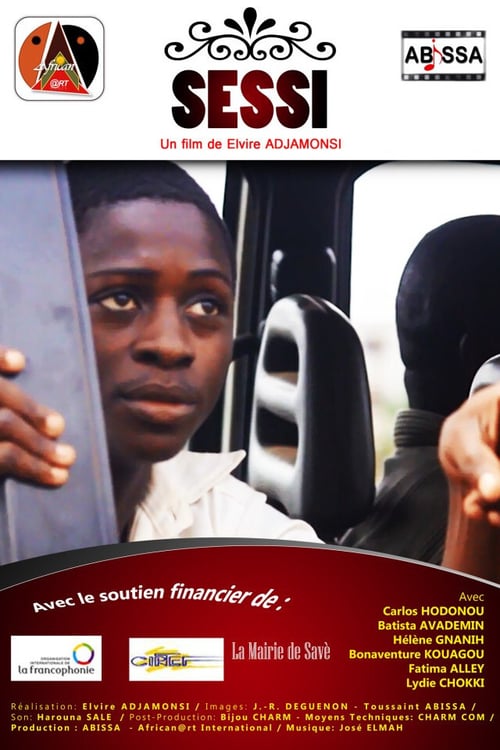 African
@RT
ABISSA
SESSI
Un film de Elvire ADJAMONSI
Avec le soutien financier de :
ORGANISATION
INTERNATIONALE DE
la francophonie
La Mairie de Savè
Avec
Carlos HODONOU
Batista AVADEMIN
Hélène GNANIH
Bonaventure KOUAGOU
Fatima ALLEY
Lydie CHOKKI
Réalisation: Elvire ADJAMONSI / Images: J.-R. DEGUENON - Toussaint ABISSA /
Son: Harouna SALE / Post-Production: Bijou CHARM - Moyens Techniques: CHARM COM /
Production : ABISSA - African@rt International / Musique: José ELMAH